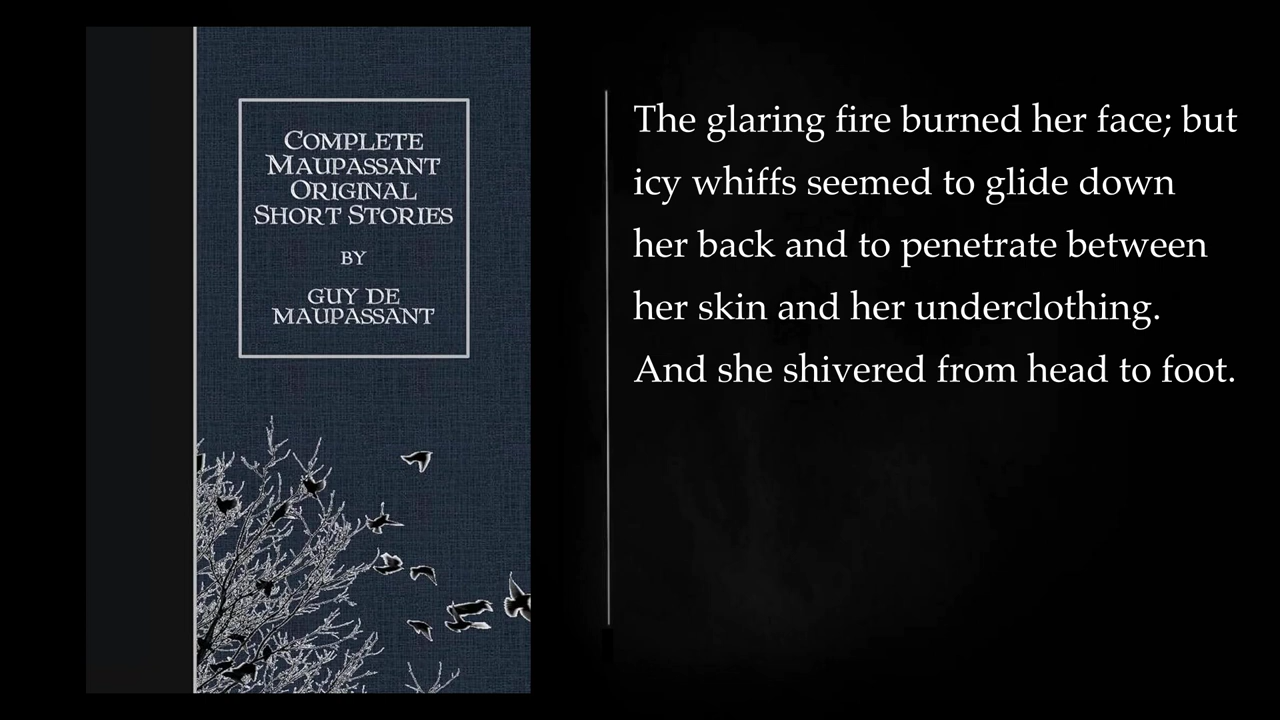 COMPLETE
MAUPASSANT
ORIGINAL
SHORT STORIES
BY
GUY DE
MAUPASSANT
The glaring fire burned her face; but
icy whiffs seemed to glide down
her back and to penetrate between
her skin and her underclothing.
And she shivered from head to foot.